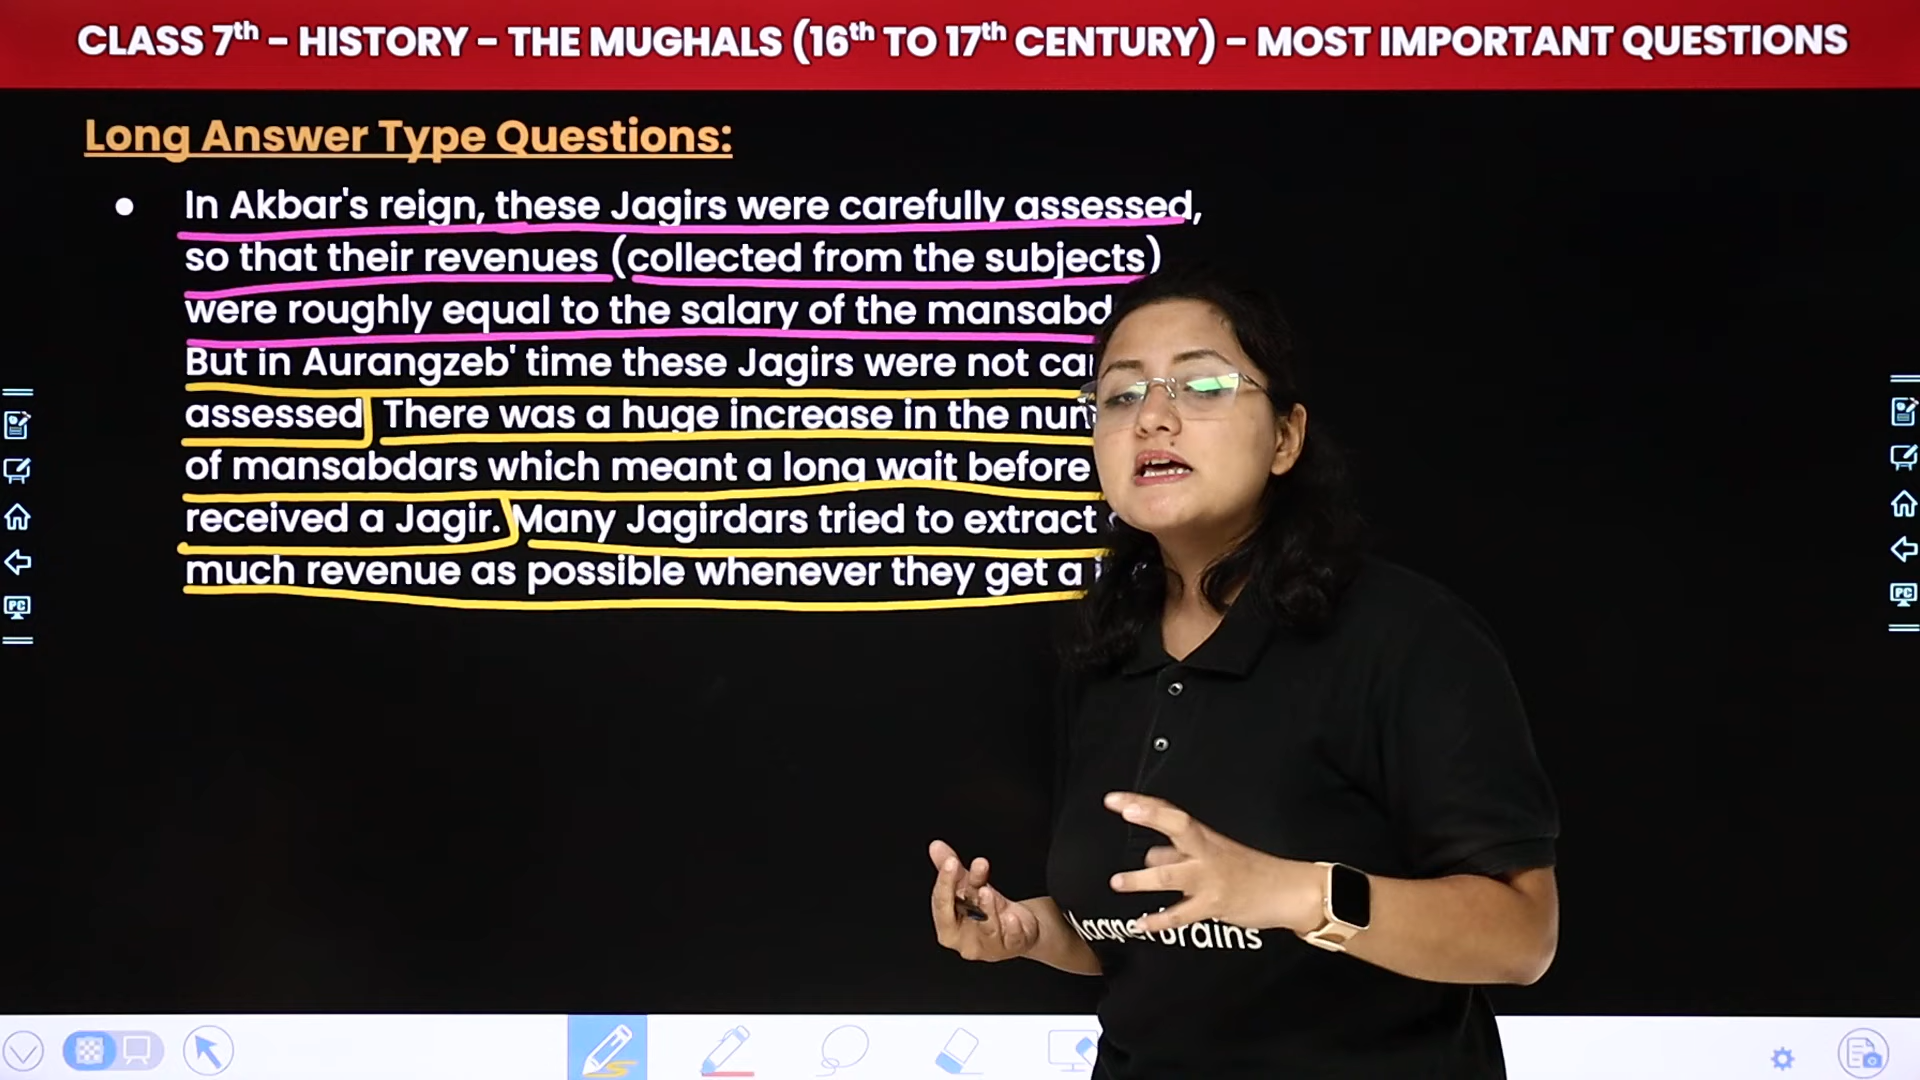 CLASS 7th - HISTORY - THE MUGHALS (16th TO 17th CENTURY) - MOST IMPORTANT QUESTIONS
Long Answer Type Questions:
● In Akbar's reign, these Jagirs were carefully assessed,
so that their revenues (collected from the subjects)
were roughly equal to the salary of the
But in Aurangzeb' time these Jagirs were not
assessed There was a huge increase in the
of mansabdars which meant a long wait before
received a Jagir. Many Jagirdars tried to extract
much revenue as possible whenever they get a
PC
PC
Magnet Brains